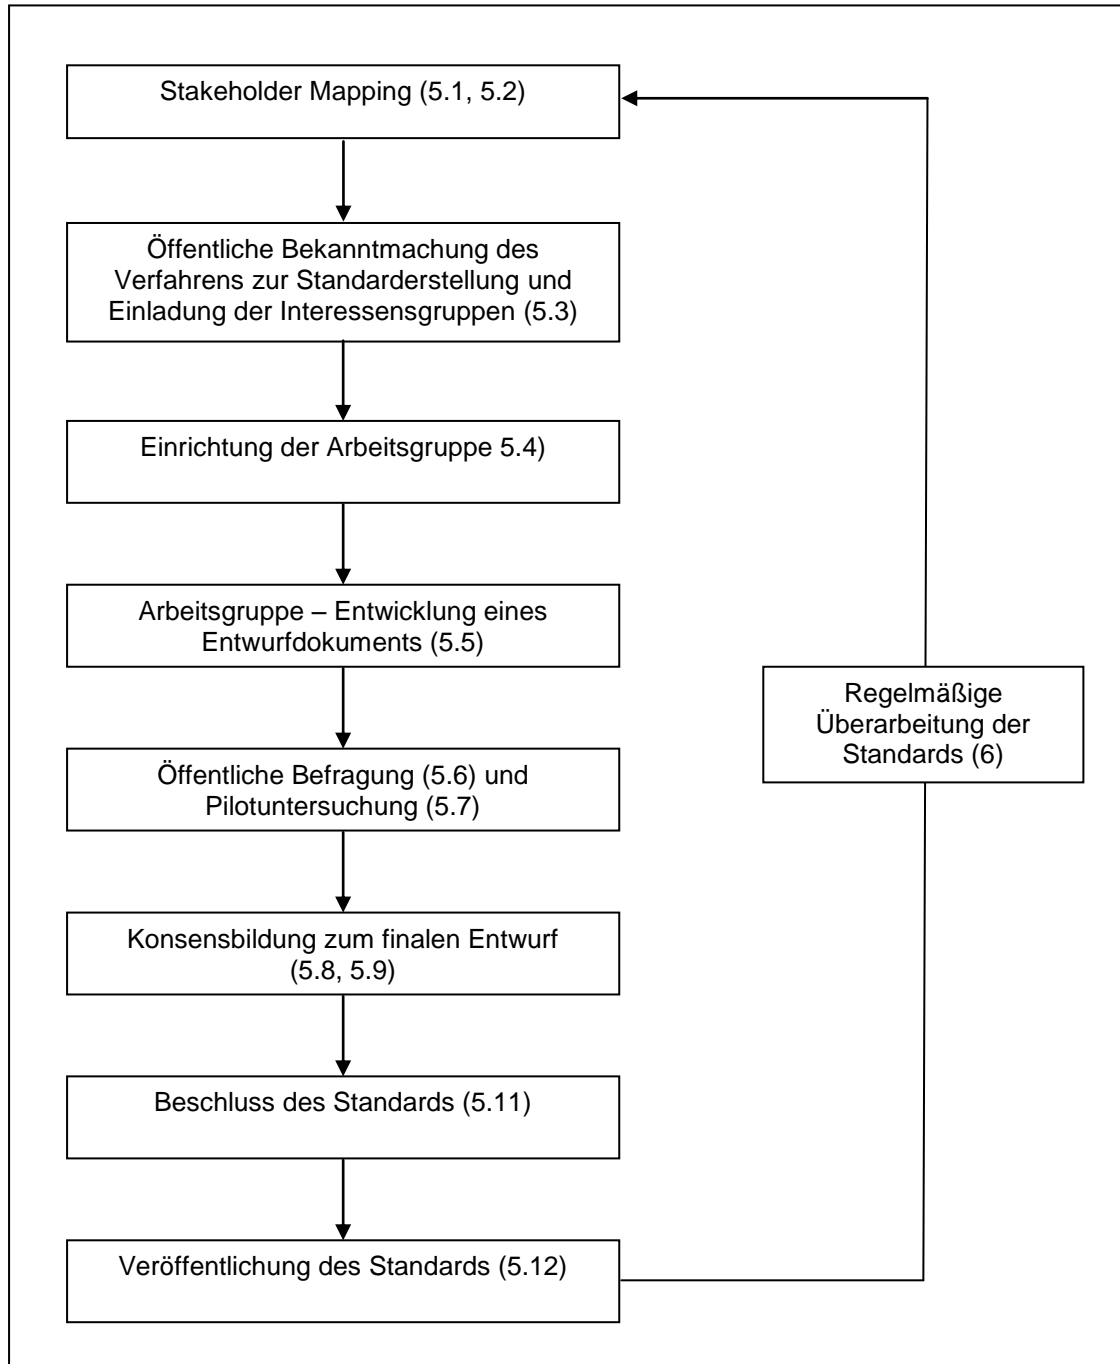 Stakeholder Mapping (5.1, 5.2)
Öffentliche Bekanntmachung des
Verfahrens zur Standarderstellung und
Einladung der Interessensgruppen (5.3)
Einrichtung der Arbeitsgruppe 5.4)
Arbeitsgruppe – Entwicklung eines
Entwurfdokuments (5.5)
Öffentliche Befragung (5.6) und
Pilotuntersuchung (5.7)
Konsensbildung zum finalen Entwurf
(5.8, 5.9)
Beschluss des Standards (5.11)
Veröffentlichung des Standards (5.12)
Regelmäßige
Überarbeitung der
Standards (6)